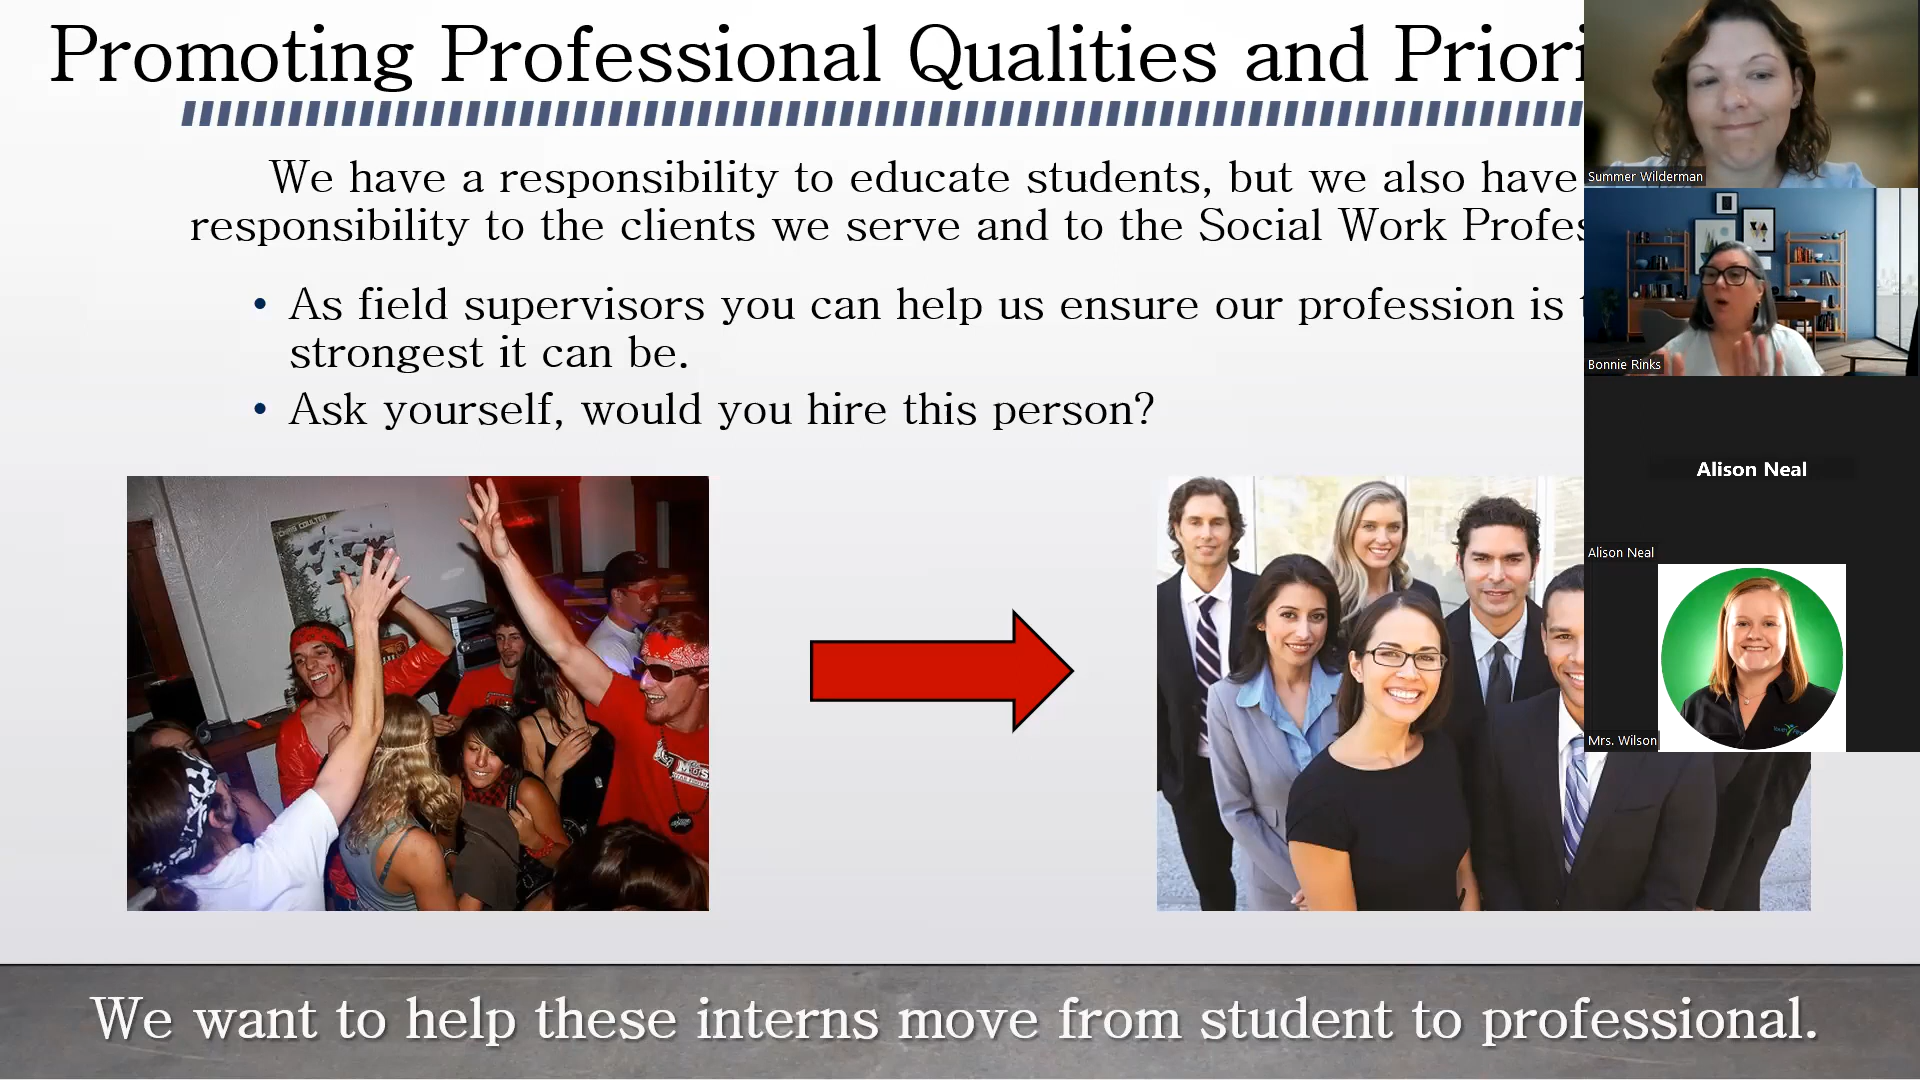 Promoting Professional Qualities and Priori
We have a responsibility to educate students, but we also have
responsibility to the clients we serve and to the Social Work Profes
• As field supervisors you can help us ensure our profession is
strongest it can be.
• Ask yourself, would you hire this person?
CHRIS COULTER
We want to help these interns move from student to professional.
Summer Wilderman
Bonnie Rinks
Alison Neal
Alison Neal
Mrs. Wilson